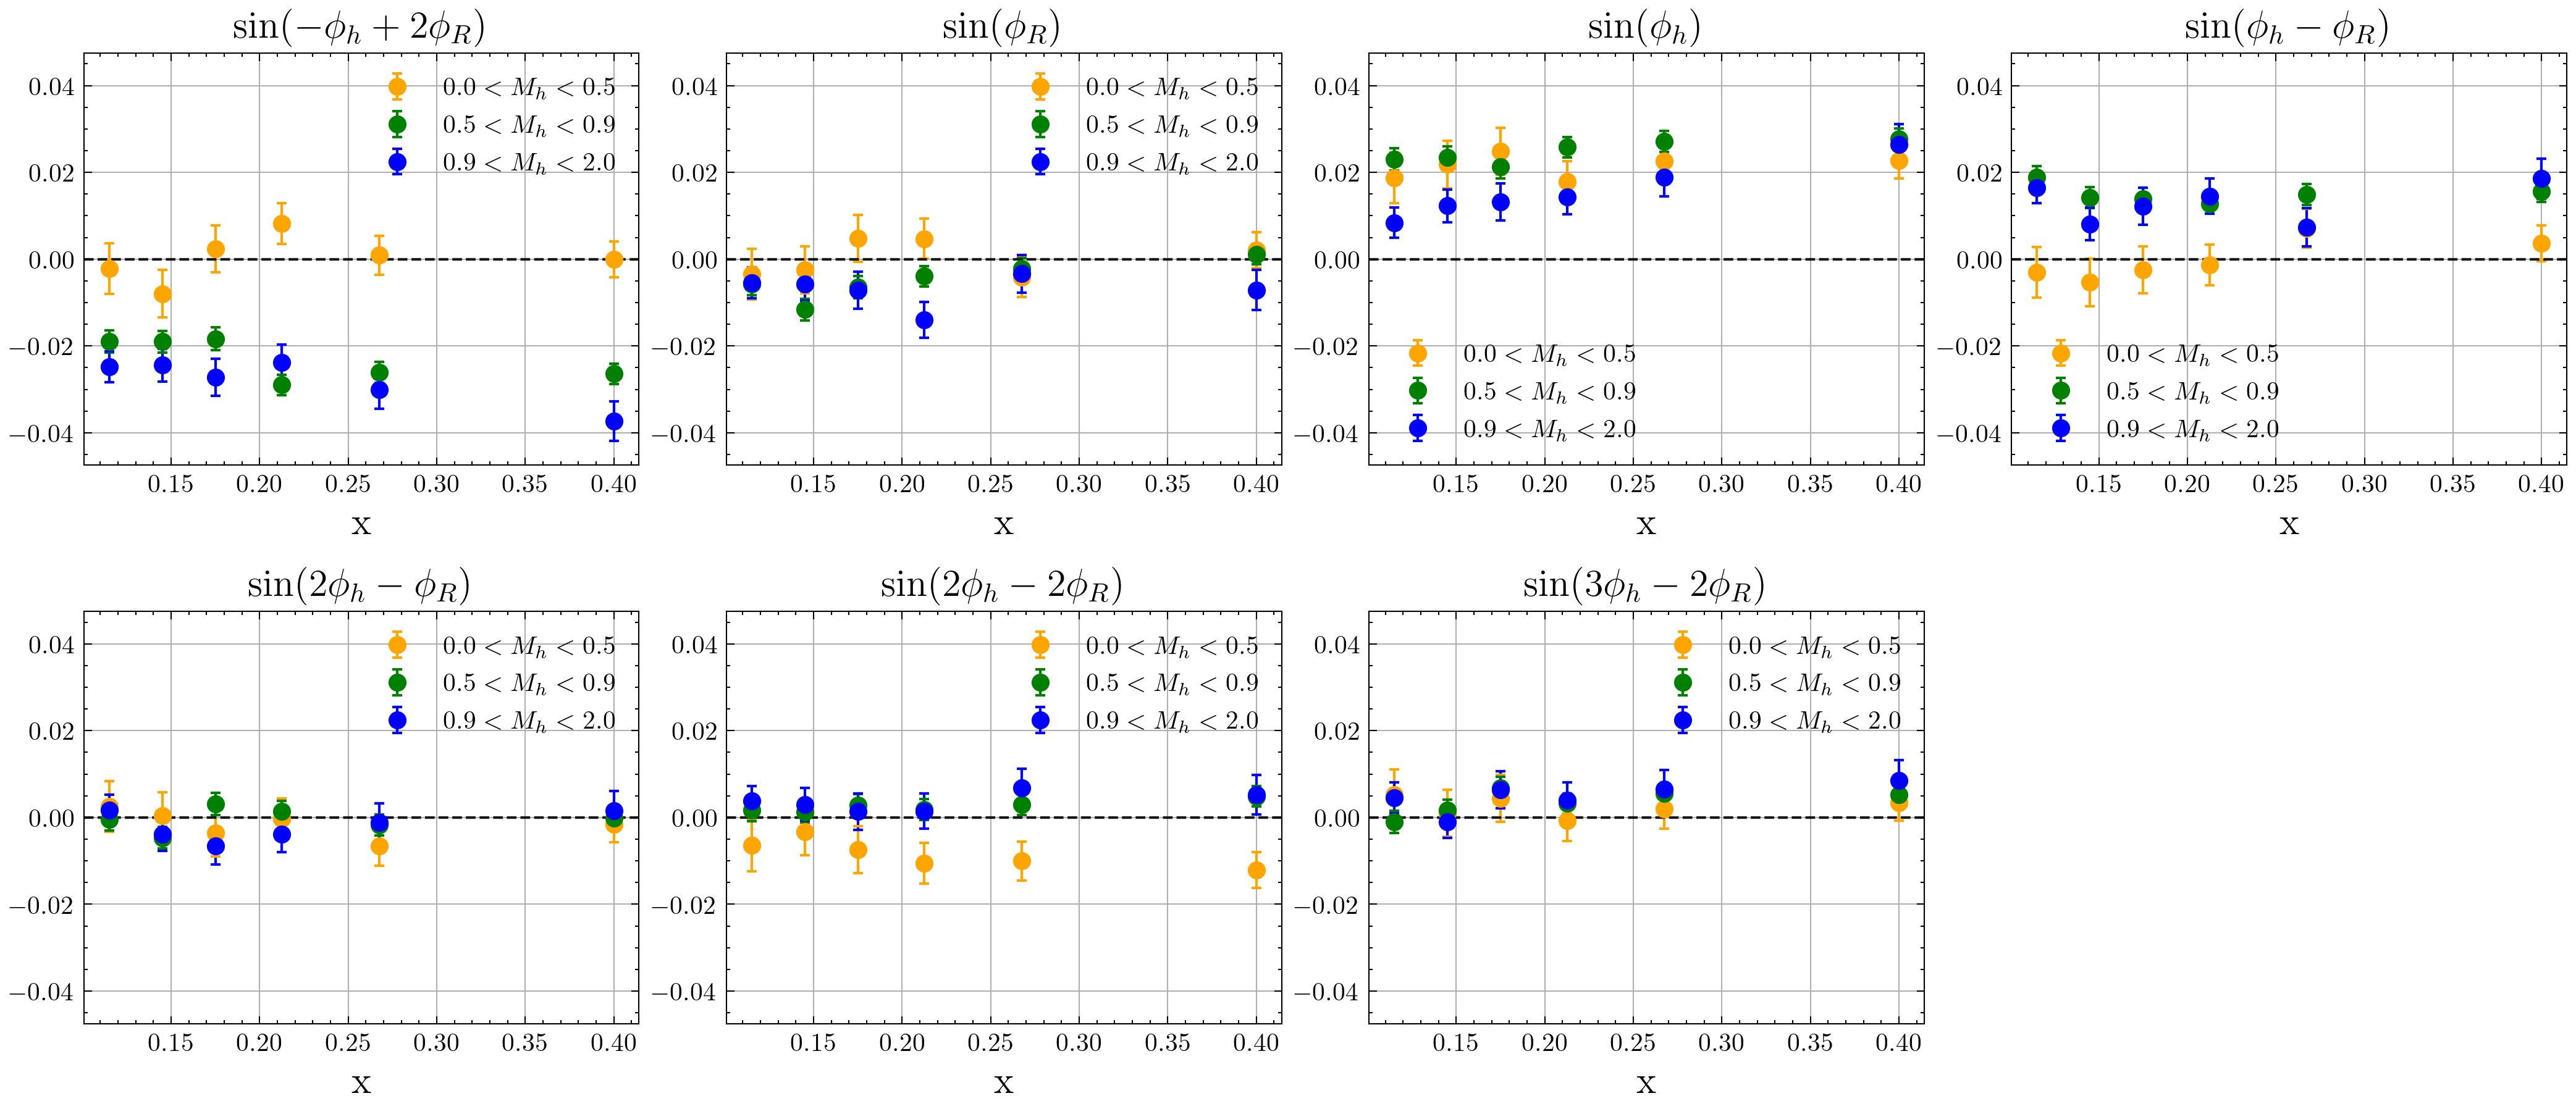 sin(−ϕ_h + 2ϕ_R)
0.04
0.02
0.00
−0.02
−0.04
0.0 < M_h < 0.5
0.5 < M_h < 0.9
0.9 < M_h < 2.0
0.15 0.20 0.25 0.30 0.35 0.40
x
sin(ϕ_R)
0.04
0.02
0.00
−0.02
−0.04
0.0 < M_h < 0.5
0.5 < M_h < 0.9
0.9 < M_h < 2.0
0.15 0.20 0.25 0.30 0.35 0.40
x
sin(ϕ_h)
0.04
0.02
0.00
−0.02
−0.04
0.0 < M_h < 0.5
0.5 < M_h < 0.9
0.9 < M_h < 2.0
0.15 0.20 0.25 0.30 0.35 0.40
x
sin(ϕ_h − ϕ_R)
0.04
0.02
0.00
−0.02
−0.04
0.0 < M_h < 0.5
0.5 < M_h < 0.9
0.9 < M_h < 2.0
0.15 0.20 0.25 0.30 0.35 0.40
x
sin(2ϕ_h − ϕ_R)
0.04
0.02
0.00
−0.02
−0.04
0.0 < M_h < 0.5
0.5 < M_h < 0.9
0.9 < M_h < 2.0
0.15 0.20 0.25 0.30 0.35 0.40
x
sin(2ϕ_h − 2ϕ_R)
0.04
0.02
0.00
−0.02
−0.04
0.0 < M_h < 0.5
0.5 < M_h < 0.9
0.9 < M_h < 2.0
0.15 0.20 0.25 0.30 0.35 0.40
x
sin(3ϕ_h − 2ϕ_R)
0.04
0.02
0.00
−0.02
−0.04
0.0 < M_h < 0.5
0.5 < M_h < 0.9
0.9 < M_h < 2.0
0.15 0.20 0.25 0.30 0.35 0.40
x